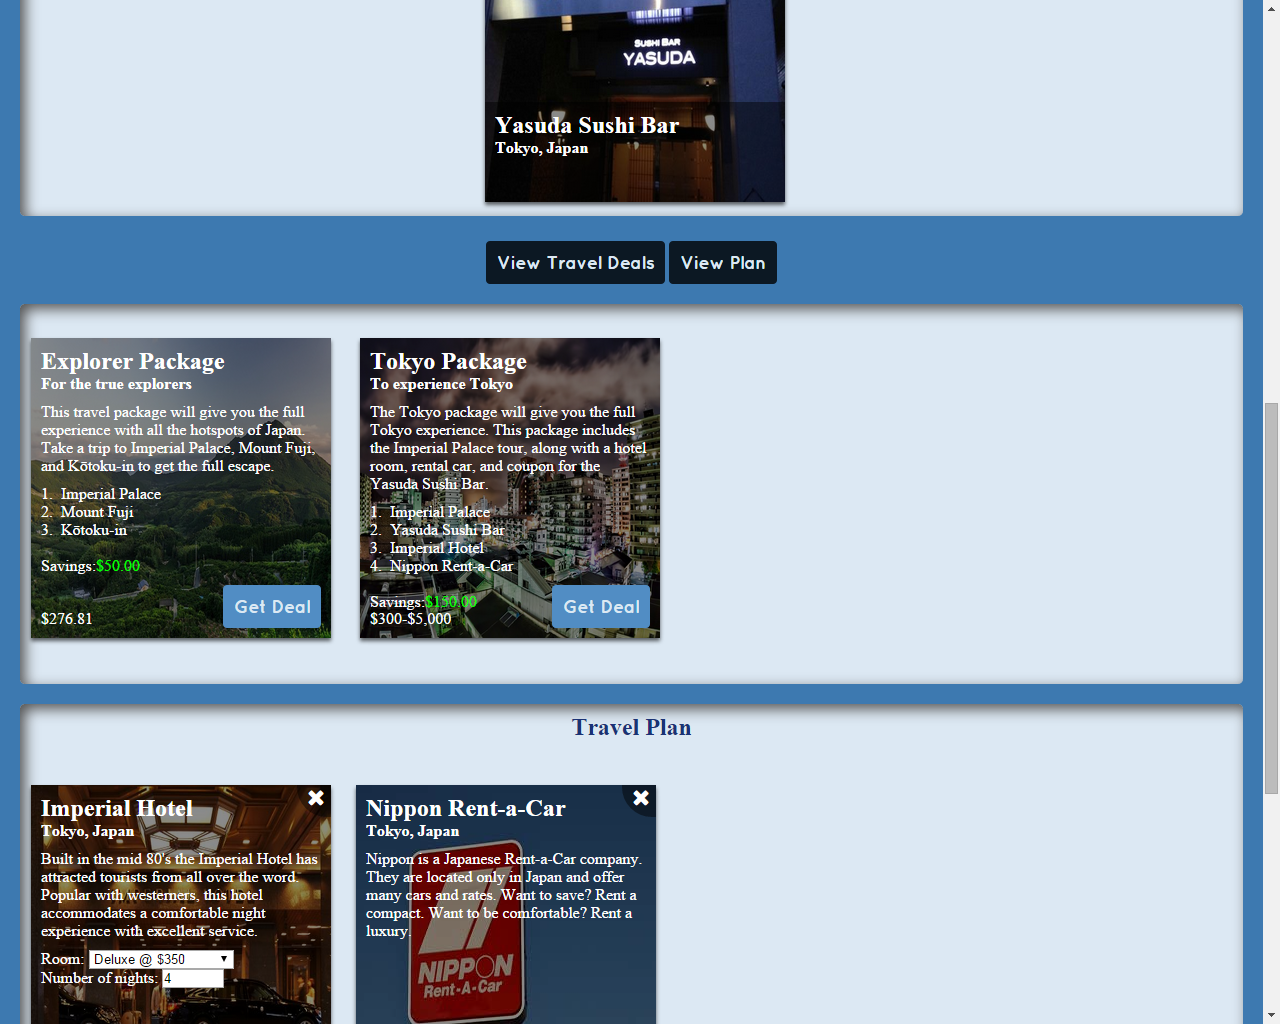 SUSHI BAR
YASUDA
Yasuda Sushi Bar
Tokyo, Japan
View Travel Deals
View Plan
Explorer Package
For the true explorers
This travel package will give you the full
experience with all the hotspots of Japan.
Take a trip to Imperial Palace, Mount Fuji,
and Kōtoku-in to get the full escape.
1. Imperial Palace
2. Mount Fuji
3. Kōtoku-in
Savings:$50.00
$276.81
Get Deal
Tokyo Package
To experience Tokyo
The Tokyo package will give you the full
Tokyo experience. This package includes
the Imperial Palace tour, along with a hotel
room, rental car, and coupon for the
Yasuda Sushi Bar.
1. Imperial Palace
2. Yasuda Sushi Bar
3. Imperial Hotel
4. Nippon Rent-a-Car
Savings:$150.00
$300-$5,000
Get Deal
Travel Plan
Imperial Hotel
Tokyo, Japan
Built in the mid 80's the Imperial Hotel has
attracted tourists from all over the word.
Popular with westerners, this hotel
accommodates a comfortable night
experience with excellent service.
Room: Deluxe @ $350
Number of nights: 4
Nippon Rent-a-Car
Tokyo, Japan
Nippon is a Japanese Rent-a-Car company.
They are located only in Japan and offer
many cars and rates. Want to save? Rent a
compact. Want to be comfortable? Rent a
luxury.
NIPPON
Rent-A-Car